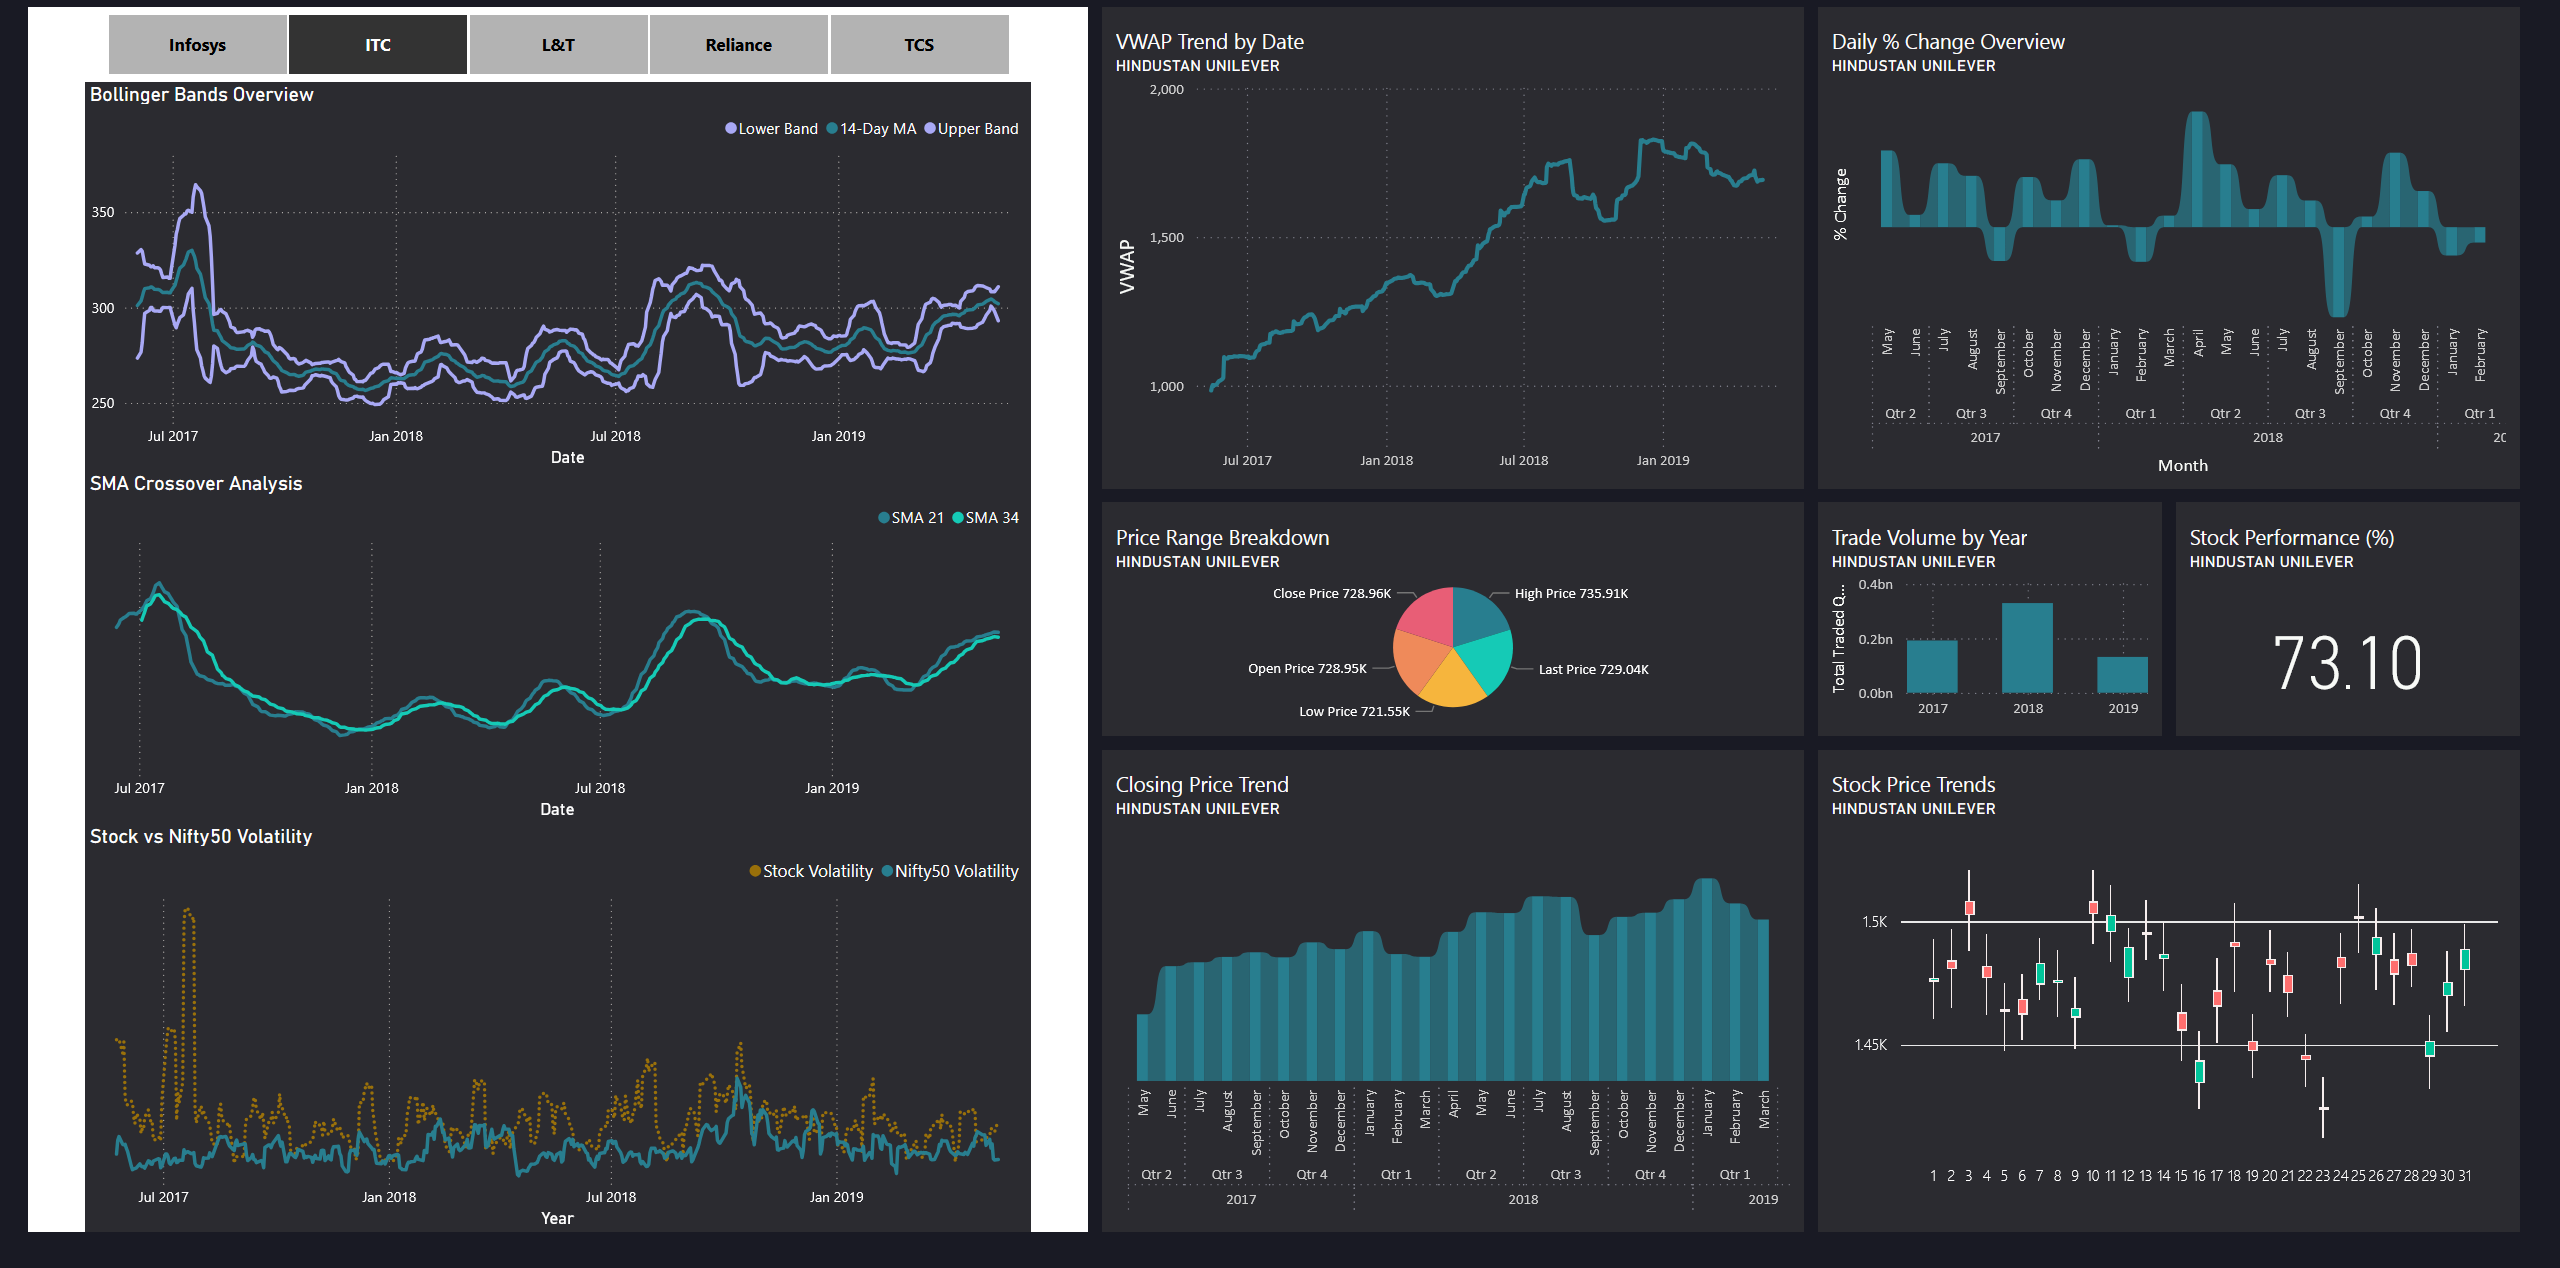 Infosys
ITC
L&T
Reliance
TCS
Bollinger Bands Overview
Lower Band 14-Day MA Upper Band
350
300
250
Jul 2017 Jan 2018 Jul 2018 Jan 2019
Date
SMA Crossover Analysis
SMA 21 SMA 34
Jul 2017 Jan 2018 Jul 2018 Jan 2019
Date
Stock vs Nifty50 Volatility
Stock Volatility Nifty50 Volatility
Jul 2017 Jan 2018 Jul 2018 Jan 2019
Year
VWAP Trend by Date
HINDUSTAN UNILEVER
VWAP
2,000
1,500
1,000
Jul 2017 Jan 2018 Jul 2018 Jan 2019
Daily % Change Overview
HINDUSTAN UNILEVER
% Change
May June July August September October November December January February March April May June July August September October November December January February
Qtr 2 Qtr 3 Qtr 4 Qtr 1 Qtr 2 Qtr 3 Qtr 4 Qtr 1
2017 2018 20
Month
Price Range Breakdown
HINDUSTAN UNILEVER
Close Price 728.96K
High Price 735.91K
Open Price 728.95K
Last Price 729.04K
Low Price 721.55K
Trade Volume by Year
HINDUSTAN UNILEVER
Total Traded Q...
0.4bn
0.2bn
0.0bn
2017 2018 2019
Stock Performance (%)
HINDUSTAN UNILEVER
73.10
Closing Price Trend
HINDUSTAN UNILEVER
May June July August September October November December January February March April May June July August September October November December January February March
Qtr 2 Qtr 3 Qtr 4 Qtr 1 Qtr 2 Qtr 3 Qtr 4 Qtr 1
2017 2018 2019
Stock Price Trends
HINDUSTAN UNILEVER
1.5K
1.45K
1 2 3 4 5 6 7 8 9 10 11 12 13 14 15 16 17 18 19 20 21 22 23 24 25 26 27 28 29 30 31